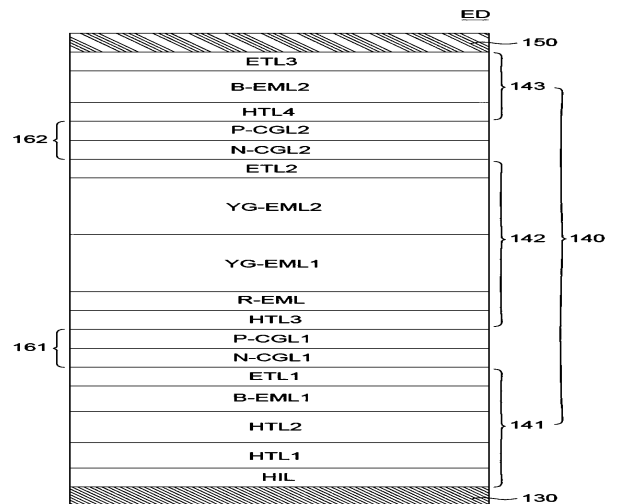 ED
150
ETL3
B-EML2
143
HTL4
162
P-CGL2
N-CGL2
ETL2
YG-EML2
142
140
YG-EML1
R-EML
HTL3
161
P-CGL1
N-CGL1
ETL1
B-EML1
141
HTL2
HTL1
HIL
130